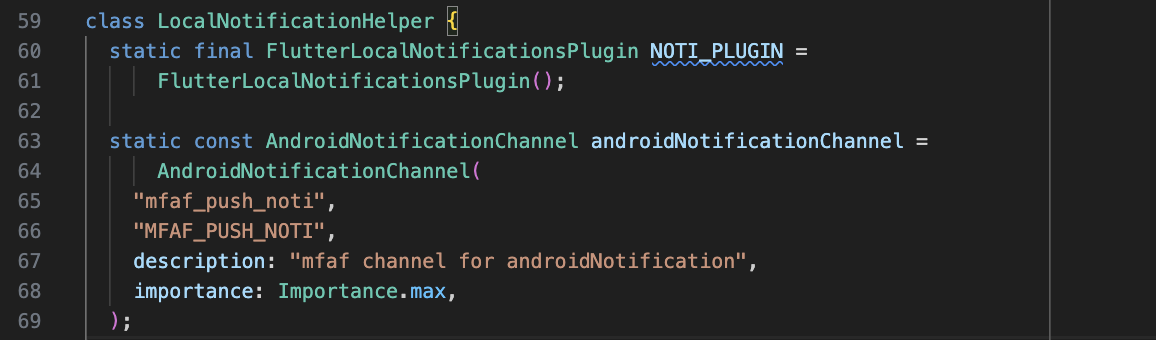 59 class LocalNotificationHelper {
60 static final FlutterLocalNotificationsPlugin NOTI_PLUGIN =
61 FlutterLocalNotificationsPlugin();
62
63 static const AndroidNotificationChannel androidNotificationChannel =
64 AndroidNotificationChannel(
65 "mfaf_push_noti",
66 "MFAF_PUSH_NOTI",
67 description: "mfaf channel for androidNotification",
68 importance: Importance.max,
69 );